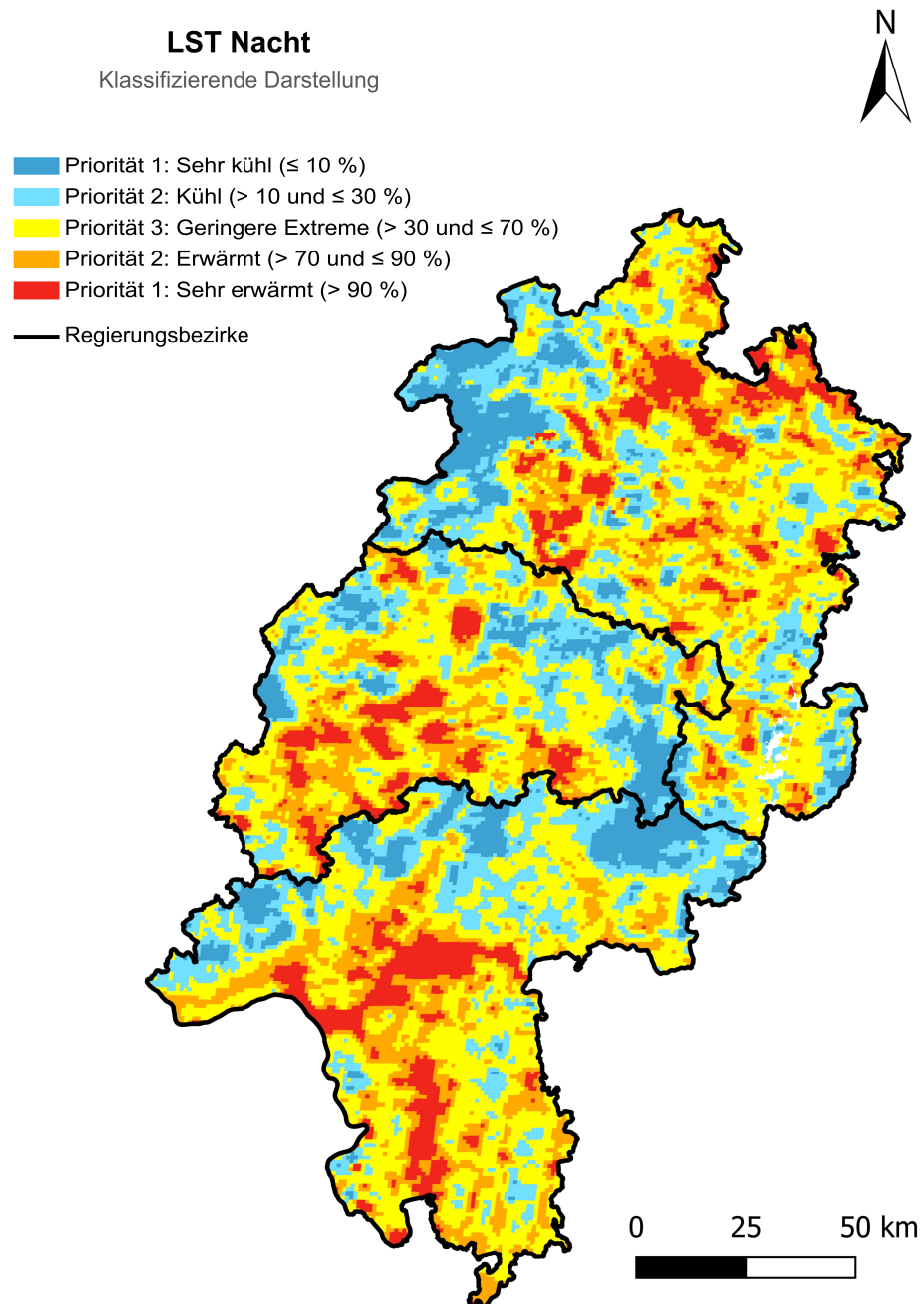 LST Nacht
Klassifizierende Darstellung
N
Priorität 1: Sehr kühl (≤ 10 %)
Priorität 2: Kühl (> 10 und ≤ 30 %)
Priorität 3: Geringere Extreme (> 30 und ≤ 70 %)
Priorität 2: Erwärmt (> 70 und ≤ 90 %)
Priorität 1: Sehr erwärmt (> 90 %)
Regierungsbezirke
0 25 50 km